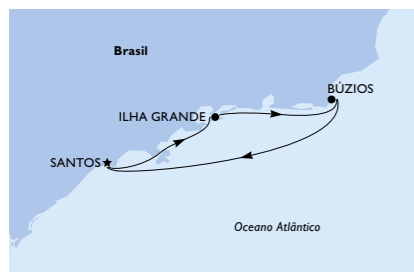 Brasil
BÚZIOS
ILHA GRANDE
SANTOS
Oceano Atlântico